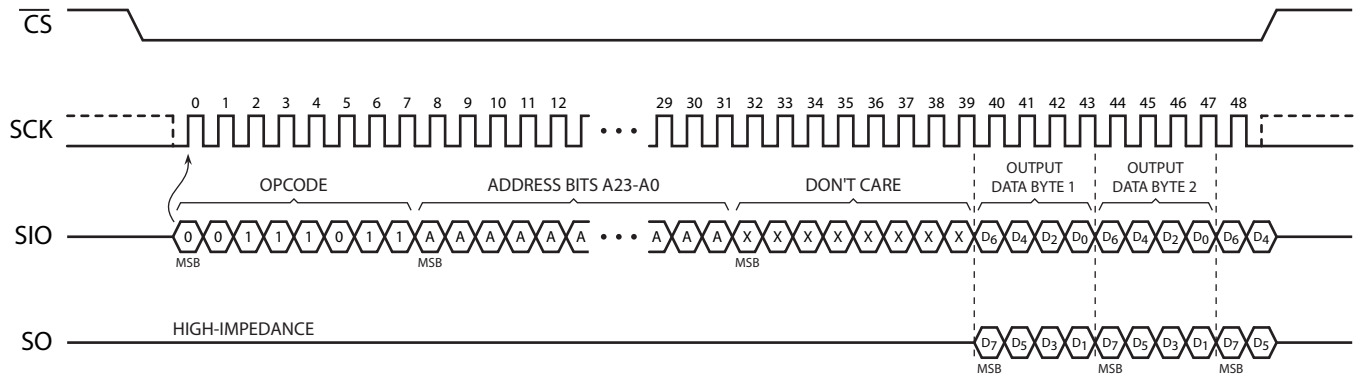 CS
0 1 2 3 4 5 6 7 8 9 10 11 12 29 30 31 32 33 34 35 36 37 38 39 40 41 42 43 44 45 46 47 48
SCK • • •
OPCODE ADDRESS BITS A23-A0 DON'T CARE OUTPUT DATA BYTE 1 OUTPUT DATA BYTE 2
SIO 0 0 1 1 1 0 1 1 A A A A A A • • • A A A X X X X X X X X D6 D4 D2 D0 D6 D4 D2 D0 D6 D4
MSB MSB MSB
HIGH-IMPEDANCE
SO D7 D5 D3 D1 D7 D5 D3 D1 D7 D5
MSB MSB MSB